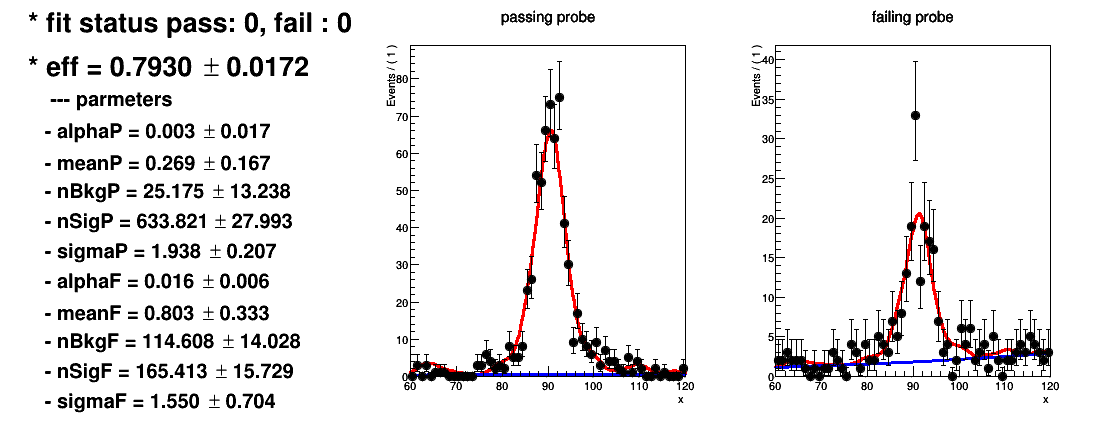 * fit status pass: 0, fail : 0
* eff = 0.7930 ± 0.0172
--- parmeters
- alphaP = 0.003 ± 0.017
- meanP = 0.269 ± 0.167
- nBkgP = 25.175 ± 13.238
- nSigP = 633.821 ± 27.993
- sigmaP = 1.938 ± 0.207
- alphaF = 0.016 ± 0.006
- meanF = 0.803 ± 0.333
- nBkgF = 114.608 ± 14.028
- nSigF = 165.413 ± 15.729
- sigmaF = 1.550 ± 0.704
passing probe
Events / ( 1 )
80
70
60
50
40
30
20
10
0
60 70 80 90 100 110 120
x
failing probe
Events / ( 1 )
40
35
30
25
20
15
10
5
0
60 70 80 90 100 110 120
x